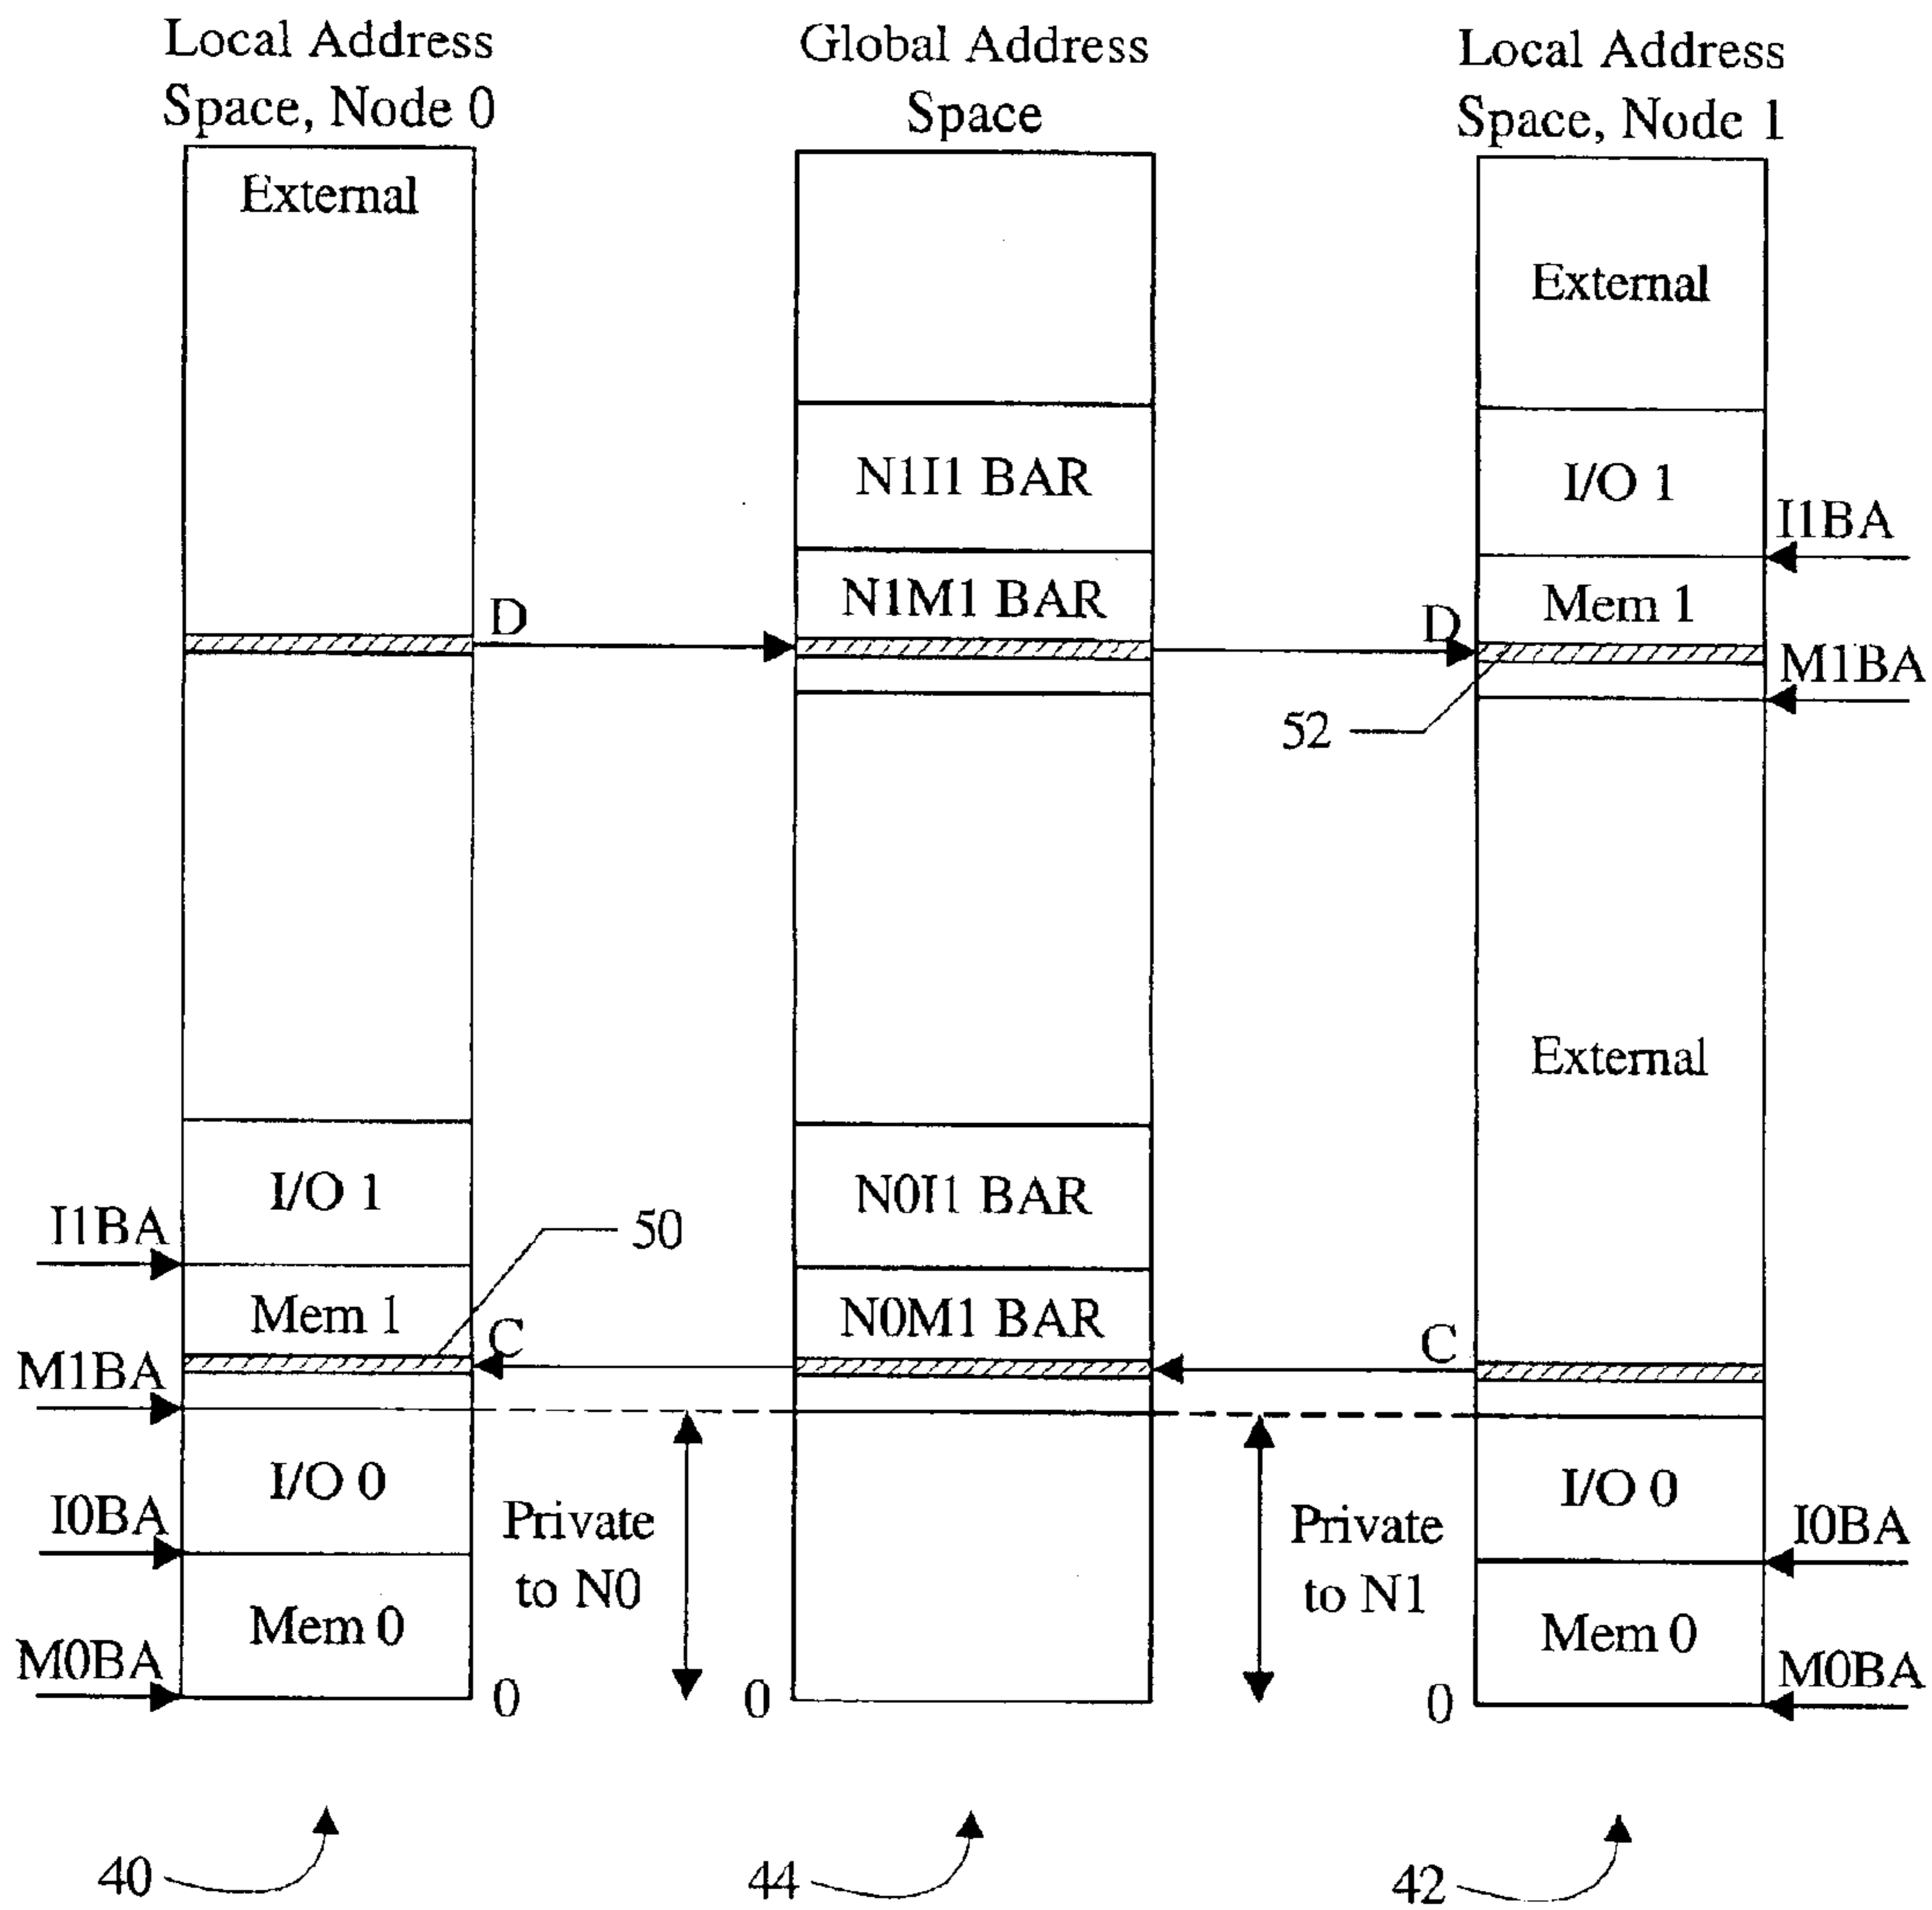 Local Address
Space, Node 0
Global Address
Space
Local Address
Space, Node 1
External
External
N1I1 BAR
I/O 1
I1BA
N1M1 BAR
Mem 1
D
D
M1BA
52
External
I/O 1
N0I1 BAR
I1BA
50
Mem 1
N0M1 BAR
C
C
M1BA
I/O 0
I/O 0
I0BA
Private
to N0
Private
to N1
I0BA
Mem 0
Mem 0
M0BA
0
0
0
M0BA
40
44
42